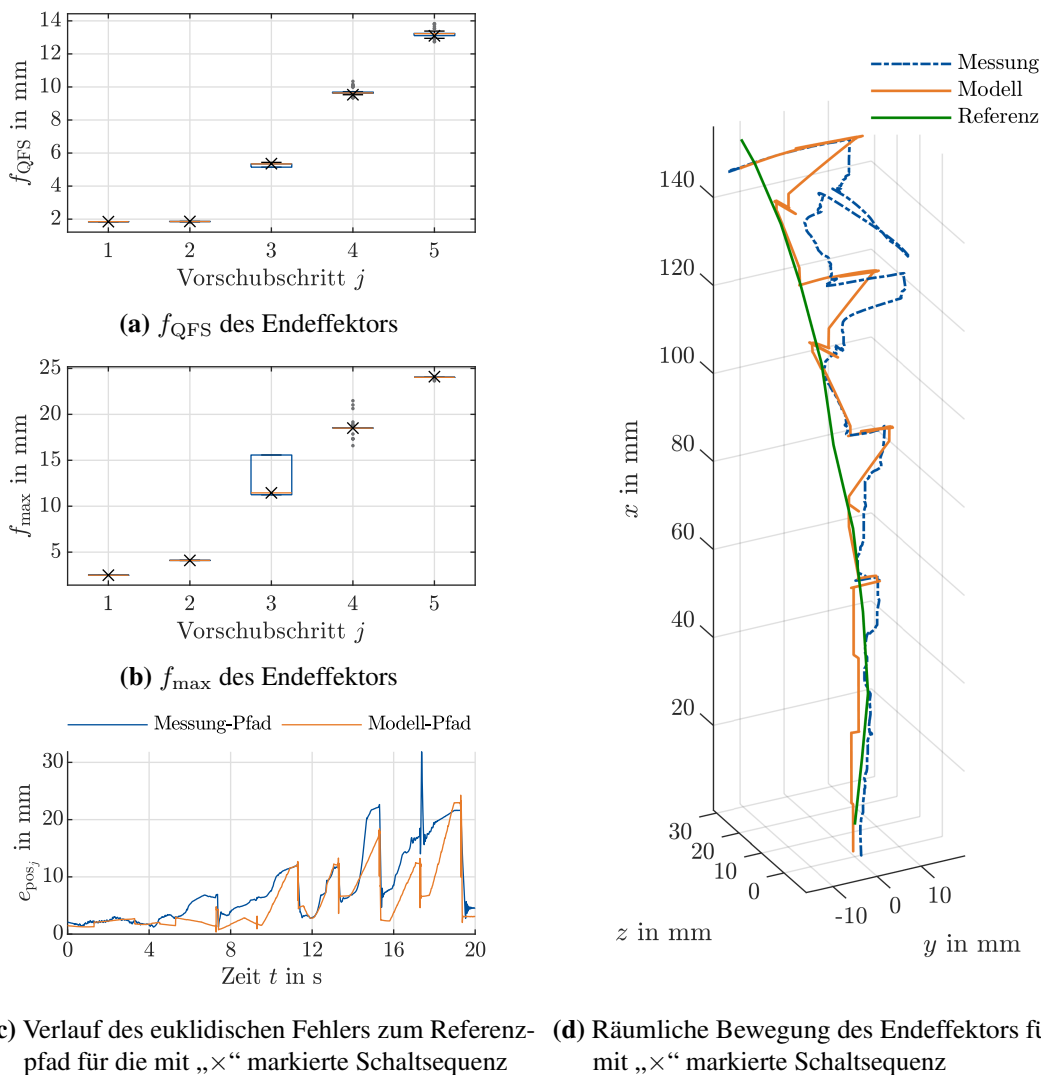 14
12
10
8
6
4
2
f_QFS in mm
1 2 3 4 5
Vorschubschritt j
(a) f_QFS des Endeffektors
25
20
15
10
5
f_max in mm
1 2 3 4 5
Vorschubschritt j
(b) f_max des Endeffektors
Messung-Pfad Modell-Pfad
30
20
10
0
e_pos_j in mm
0 4 8 12 16 20
Zeit t in s
c) Verlauf des euklidischen Fehlers zum Referenz-
pfad für die mit „×“ markierte Schaltsequenz
Messung
Modell
Referenz
140
120
100
80
60
40
20
x in mm
30
20
10
0
z in mm
-10 0 10
y in mm
(d) Räumliche Bewegung des Endeffektors fü
mit „×“ markierte Schaltsequenz